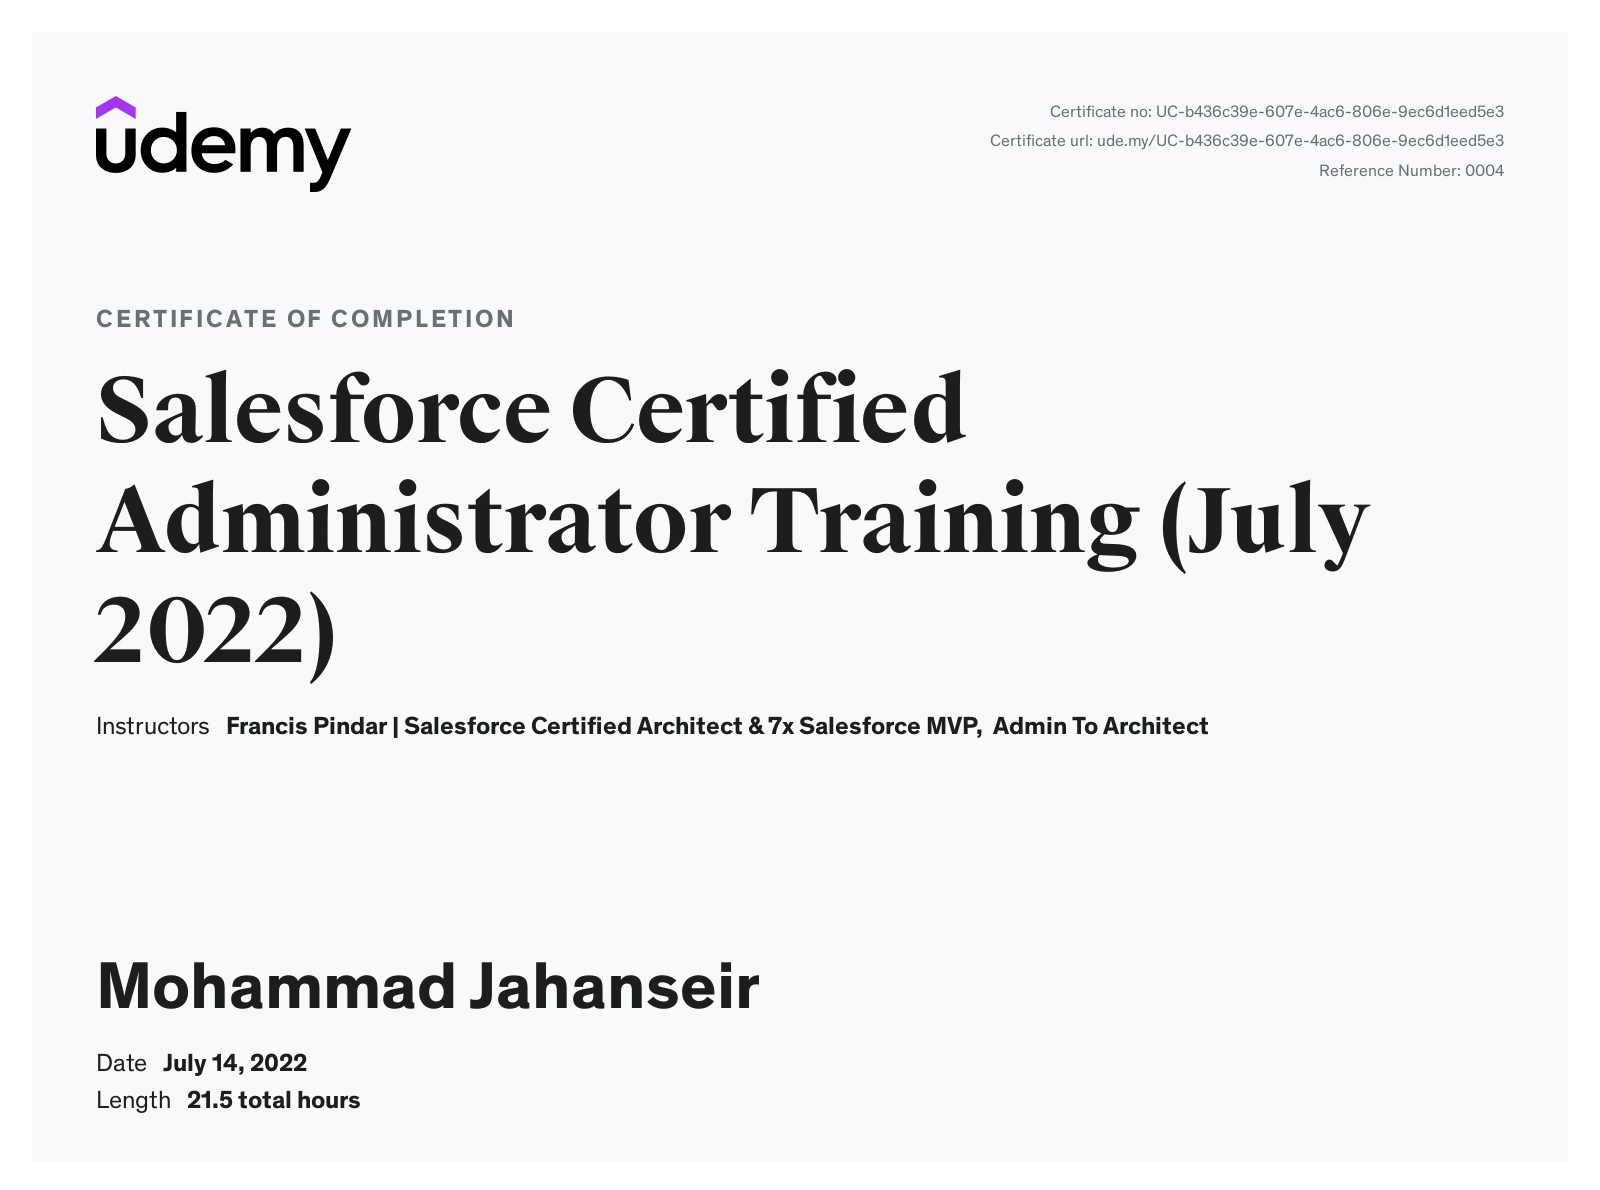 udemy
Certificate no: UC-b436c39e-607e-4ac6-806e-9ec6d1eed5e3
Certificate url: ude.my/UC-b436c39e-607e-4ac6-806e-9ec6d1eed5e3
Reference Number: 0004
CERTIFICATE OF COMPLETION
Salesforce Certified
Administrator Training (July
2022)
Instructors Francis Pindar | Salesforce Certified Architect & 7x Salesforce MVP, Admin To Architect
Mohammad Jahanseir
Date July 14, 2022
Length 21.5 total hours